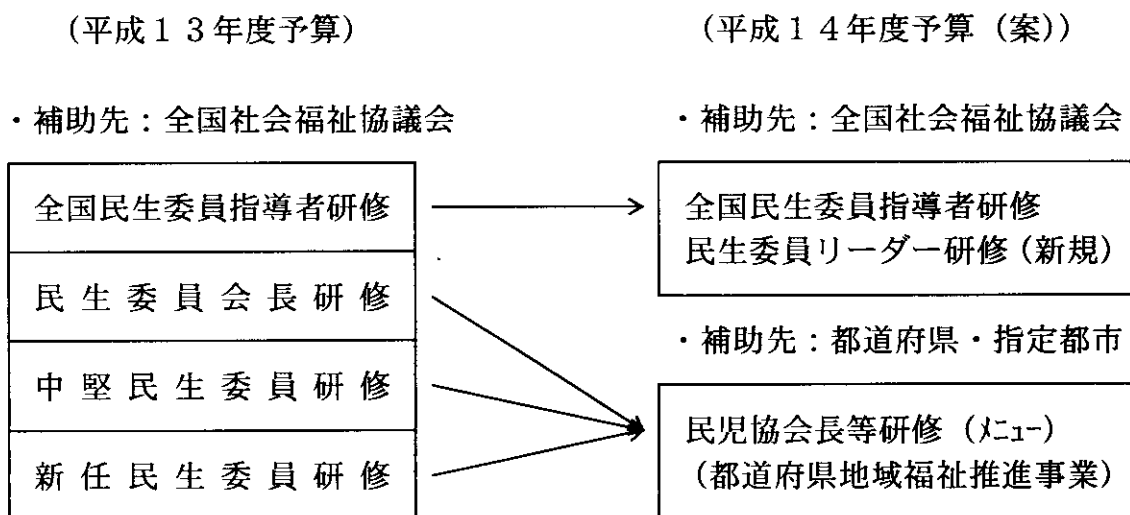 (平成13年度予算)
・補助先:全国社会福祉協議会
全国民生委員指導者研修
民生委員会長研修
中堅民生委員研修
新任民生委員研修
(平成14年度予算(案))
・補助先:全国社会福祉協議会
全国民生委員指導者研修
民生委員リーダー研修(新規)
・補助先:都道府県・指定都市
民児協会長等研修(メニュー)
(都道府県地域福祉推進事業)